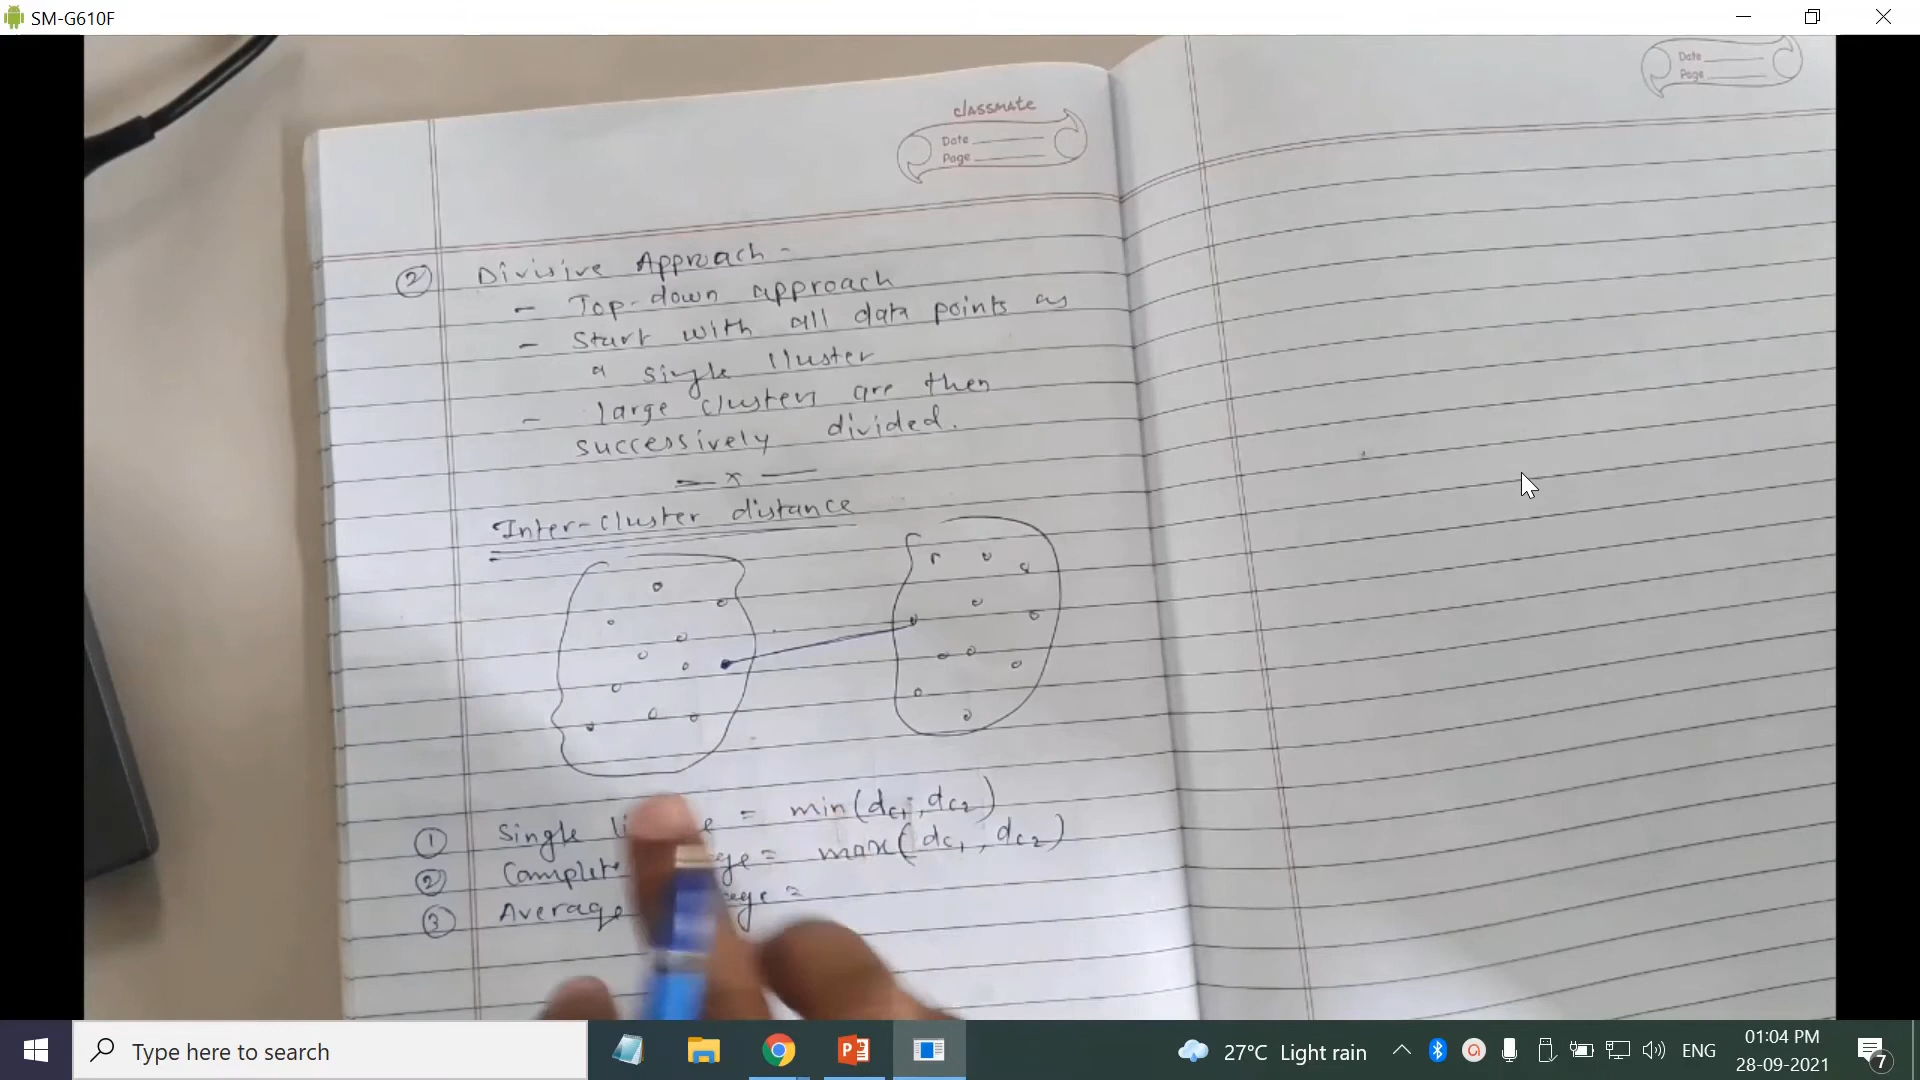 SM-G610F
classmate
Date
Page
Date
Page
② Divisive Approach -
- Top-down approach
- Start with all data points as
a single cluster
- large clusters are then
successively divided.
— x —
Inter-cluster distance
① Single = min(dc1, dc2)
② Complete = max(dc1, dc2)
③ Average =
Type here to search
27°C Light rain
ENG
01:04 PM
28-09-2021
7